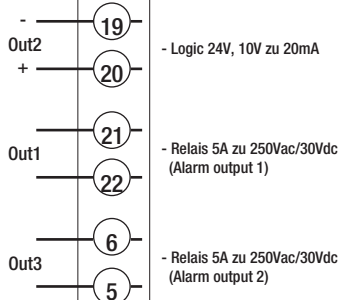 - 19
Out2 - Logic 24V, 10V zu 20mA
+ 20
21
Out1 - Relais 5A zu 250Vac/30Vdc
(Alarm output 1)
22
6
Out3 - Relais 5A zu 250Vac/30Vdc
(Alarm output 2)
5